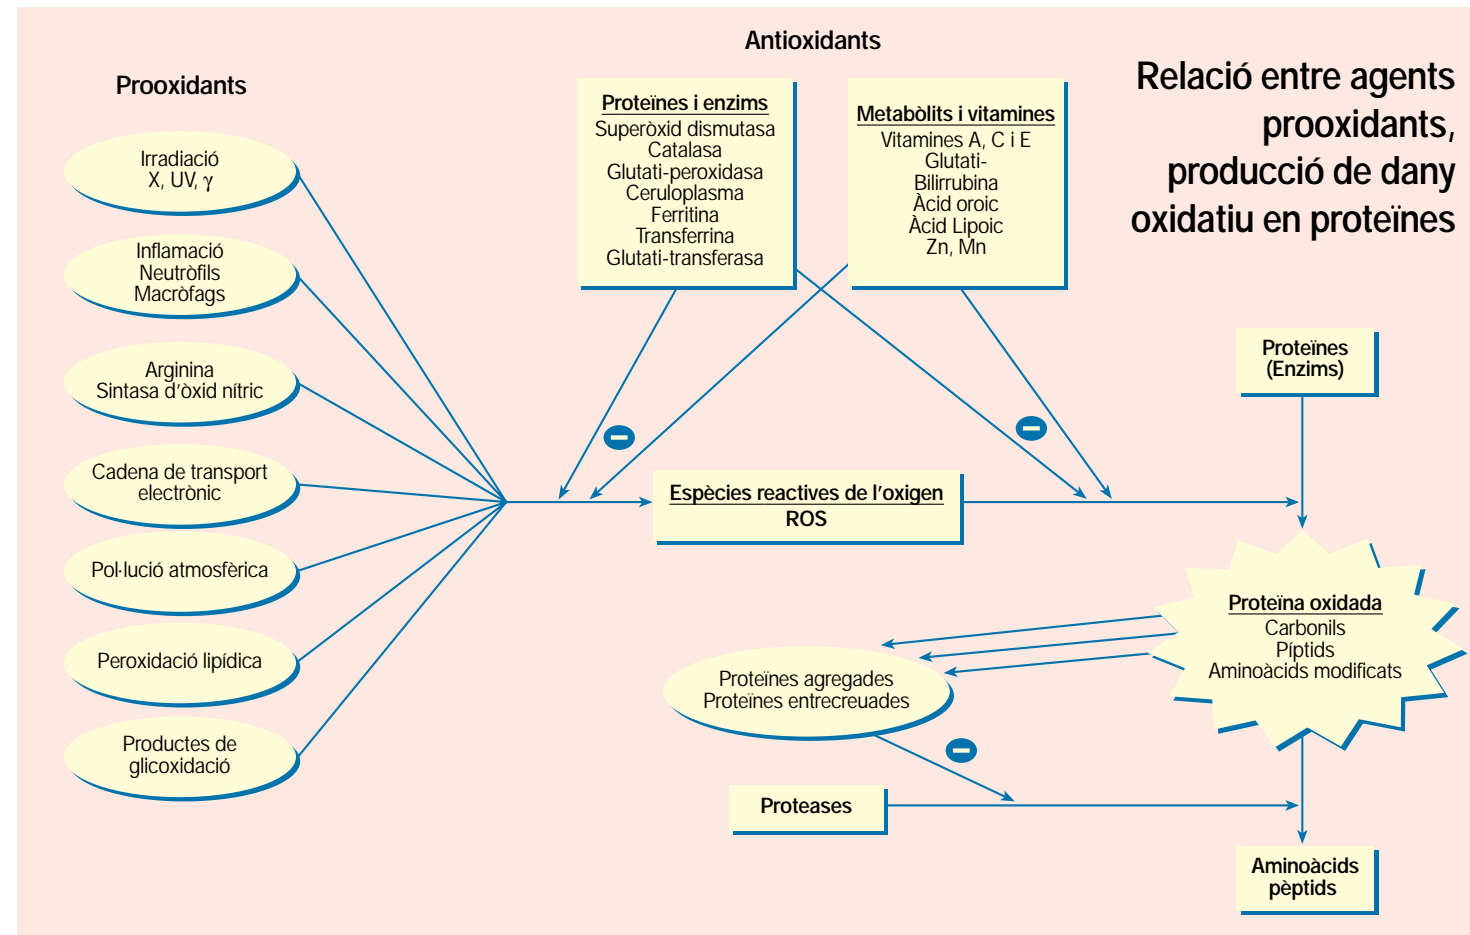 Antioxidants
Prooxidants
Relació entre agents
prooxidants,
producció de dany
oxidatiu en proteïnes
Irradiació
X, UV, γ
Inflamació
Neutròfils
Macròfags
Arginina
Sintasa d'òxid nítric
Cadena de transport
electrònic
Pol·lució atmosfèrica
Peroxidació lipídica
Productes de
glicoxidació
Proteïnes i enzims
Superòxid dismutasa
Catalasa
Glutati-peroxidasa
Ceruloplasma
Ferritina
Transferrina
Glutati-transferasa
Metabòlits i vitamines
Vitamines A, C i E
Glutati-
Bilirrubina
Àcid oroic
Àcid Lipoic
Zn, Mn
Proteïnes
(Enzims)
Espècies reactives de l'oxigen
ROS
Proteïna oxidada
Carbonils
Píptids
Aminoàcids modificats
Proteïnes agregades
Proteïnes entrecreuades
Proteases
Aminoàcids
pèptids